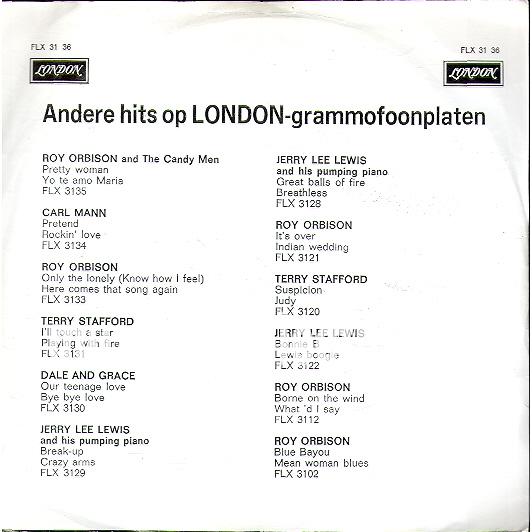 FLX 31 36
FLX 31 36
LONDON
LONDON
Andere hits op LONDON-grammofoonplaten
ROY ORBISON and The Candy Men
Pretty woman
Yo te amo Maria
FLX 3135
CARL MANN
Pretend
Rockin' love
FLX 3134
ROY ORBISON
Only the lonely (Know how I feel)
Here comes that song again
FLX 3133
TERRY STAFFORD
I'll touch a star
Playing with fire
FLX 3131
DALE AND GRACE
Our teenage love
Bye bye love
FLX 3130
JERRY LEE LEWIS
and his pumping piano
Break-up
Crazy arms
FLX 3129
JERRY LEE LEWIS
and his pumping piano
Great balls of fire
Breathless
FLX 3128
ROY ORBISON
It's over
Indian wedding
FLX 3121
TERRY STAFFORD
Suspicion
Judy
FLX 3120
JERRY LEE LEWIS
Bonnie B
Lewis boogie
FLX 3122
ROY ORBISON
Borne on the wind
What 'd I say
FLX 3112
ROY ORBISON
Blue Bayou
Mean woman blues
FLX 3102